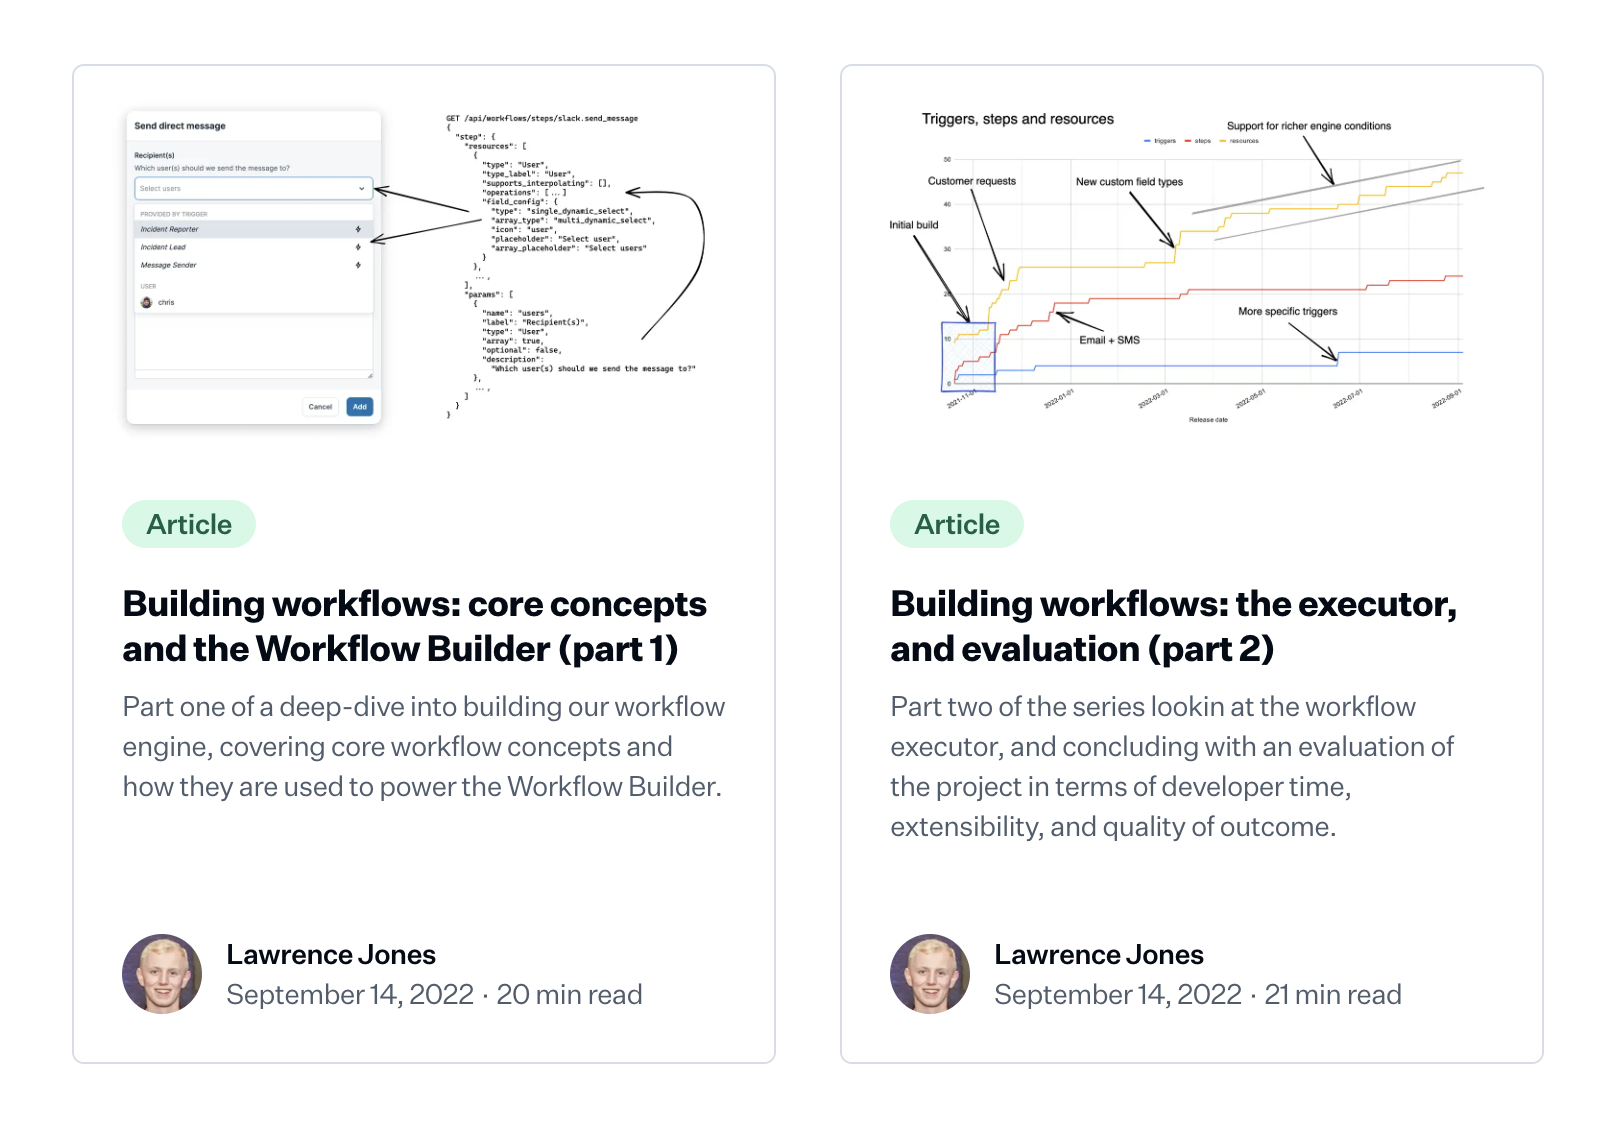 Send direct message
Recipient(s)
Which user(s) should we send the message to?
Select users
PROVIDED BY TRIGGER
Incident Reporter
Incident Lead
Message Sender
USER
chris
Cancel
Add
GET /api/workflows/steps/slack.send_message
{
"step": {
"resources": [
{
"type": "User",
"type_label": "User",
"supports_interpolating": [],
"operations": [...]
"field_config": {
"type": "single_dynamic_select",
"array_type": "multi_dynamic_select",
"icon": "user",
"placeholder": "Select user",
"array_placeholder": "Select users"
}
},
...,
],
"params": [
{
"name": "users",
"label": "Recipient(s)",
"type": "User",
"array": true,
"optional": false,
"description":
"Which user(s) should we send the message to?"
},
...,
]
}
}
Article
Building workflows: core concepts
and the Workflow Builder (part 1)
Part one of a deep-dive into building our workflow
engine, covering core workflow concepts and
how they are used to power the Workflow Builder.
Lawrence Jones
September 14, 2022 · 20 min read
Triggers, steps and resources
Support for richer engine conditions
triggers steps resources
50
Customer requests
New custom field types
40
Initial build
30
20
More specific triggers
10
Email + SMS
0
2021-11-01
2022-01-01
2022-03-01
2022-05-01
2022-07-01
2022-09-01
Release date
Article
Building workflows: the executor,
and evaluation (part 2)
Part two of the series lookin at the workflow
executor, and concluding with an evaluation of
the project in terms of developer time,
extensibility, and quality of outcome.
Lawrence Jones
September 14, 2022 · 21 min read